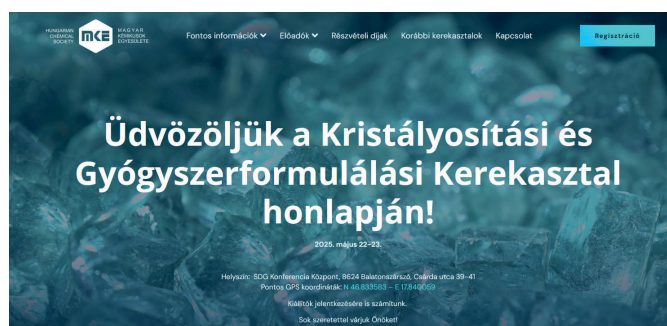 HUNGARIAN
CHEMICAL
SOCIETY
MKE
MAGYAR
KÉMIKUSOK
EGYESÜLETE
Fontos információk
Előadók
Részvételi díjak
Korábbi kerekasztalok
Kapcsolat
Regisztráció
Üdvözöljük a Kristályosítási és
Gyógyszerformulálási Kerekasztal
honlapján!
2025. május 22-23.
Helyszín: SDG Konferencia Központ, 8624 Balatonszárszó, Csárda utca 39-41
Pontos GPS koordináták: N 46.833583 – E 17.840059
Kiállítók jelentkezésére is számítunk.
Sok szeretettel várjuk Önöket!